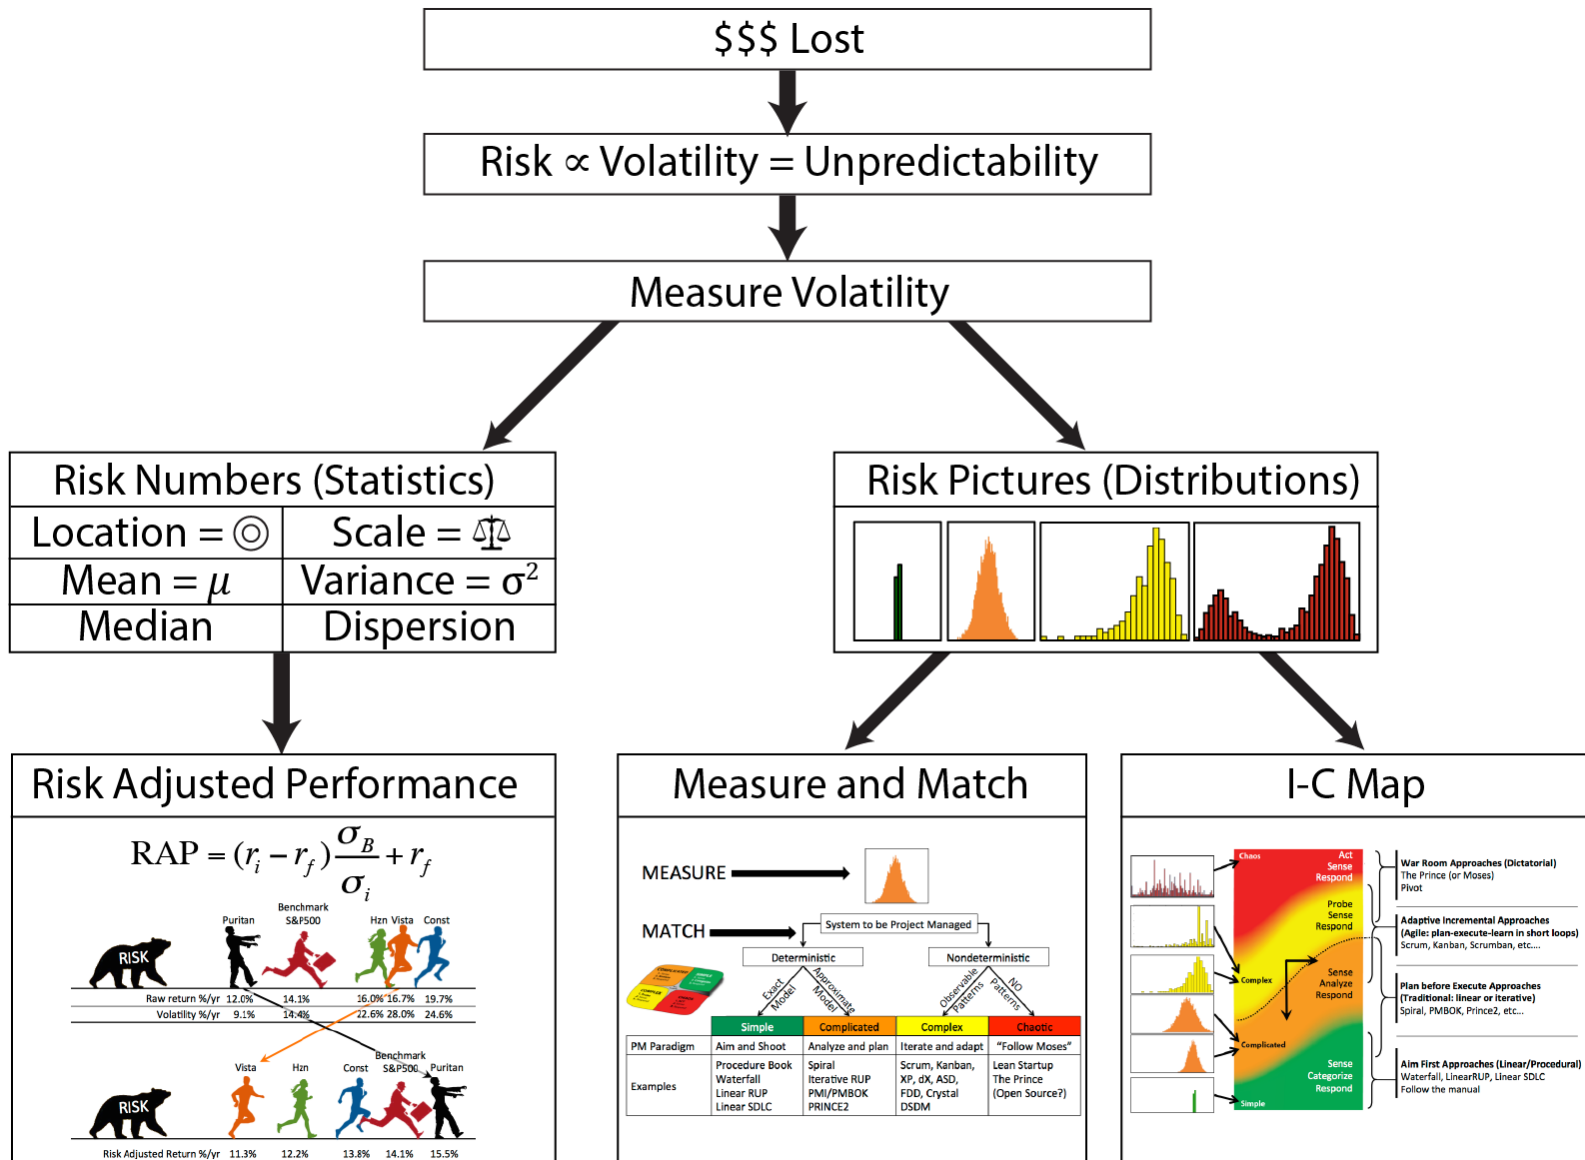 $$$ Lost
Risk ∝ Volatility = Unpredictability
Measure Volatility
Risk Numbers (Statistics)
Location = ◎ Scale = ⚖
Mean = μ Variance = σ²
Median Dispersion
Risk Pictures (Distributions)
Risk Adjusted Performance
RAP = (r_i − r_f) σ_B / σ_i + r_f
Puritan
Benchmark
S&P500
Hzn Vista Const
RISK
Raw return %/yr 12.0% 14.1% 16.0% 16.7% 19.7%
Volatility %/yr 9.1% 14.4% 22.6% 28.0% 24.6%
Vista Hzn Const
Benchmark
S&P500
Puritan
RISK
Risk Adjusted Return %/yr 11.3% 12.2% 13.8% 14.1% 15.5%
Measure and Match
MEASURE
MATCH
System to be Project Managed
Deterministic Nondeterministic
Exact Model
Approximate Model
Observable Patterns
NO Patterns
Simple Complicated Complex Chaotic
PM Paradigm Aim and Shoot Analyze and plan Iterate and adapt “Follow Moses”
Examples
Procedure Book Spiral Scrum, Kanban, Lean Startup
Waterfall Iterative RUP XP, dX, ASD, The Prince
Linear RUP PMI/PMBOK FDD, Crystal (Open Source?)
Linear SDLC PRINCE2 DSDM
I-C Map
Chaos
Act
Sense
Respond
Probe
Sense
Respond
Complex
Sense
Analyze
Respond
Complicated
Sense
Categorize
Respond
Simple
War Room Approaches (Dictatorial)
The Prince (or Moses)
Pivot
Adaptive Incremental Approaches
(Agile: plan-execute-learn in short loops)
Scrum, Kanban, Scrumban, etc....
Plan before Execute Approaches
(Traditional: linear or iterative)
Spiral, PMBOK, Prince2, etc...
Aim First Approaches (Linear/Procedural)
Waterfall, LinearRUP, Linear SDLC
Follow the manual